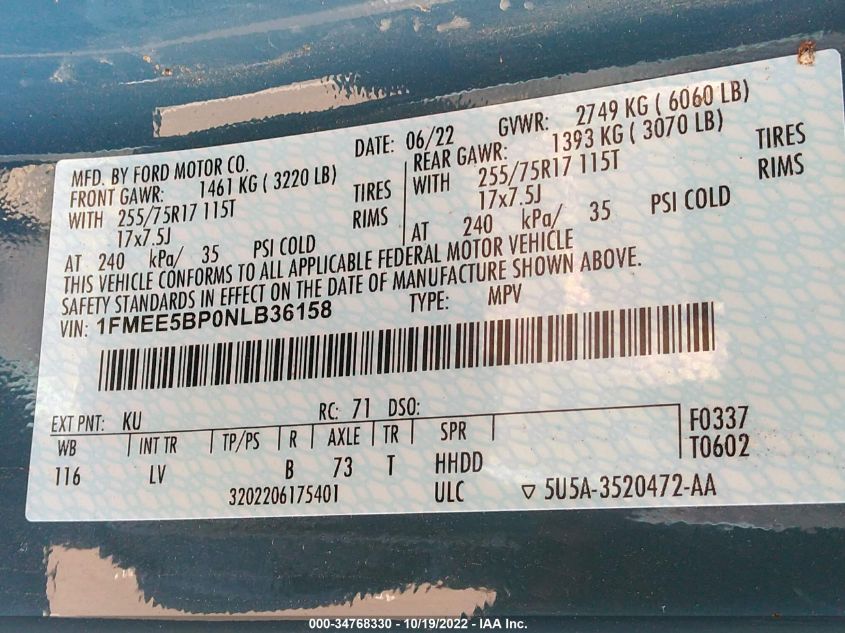 MFD. BY FORD MOTOR CO.
DATE: 06/22 GVWR: 2749 KG ( 6060 LB)
FRONT GAWR: 1461 KG ( 3220 LB)
WITH 255/75R17 115T TIRES
17x7.5J RIMS
AT 240 kPa/ 35 PSI COLD
REAR GAWR: 1393 KG ( 3070 LB)
WITH 255/75R17 115T TIRES
17x7.5J RIMS
AT 240 kPa/ 35 PSI COLD
THIS VEHICLE CONFORMS TO ALL APPLICABLE FEDERAL MOTOR VEHICLE
SAFETY STANDARDS IN EFFECT ON THE DATE OF MANUFACTURE SHOWN ABOVE.
VIN: 1FMEE5BP0NLB36158 TYPE: MPV
EXT PNT: KU RC: 71 DSO:
WB INT TR TP/PS R AXLE TR SPR
116 LV B 73 T HHDD
F0337
T0602
3202206175401 ULC ▽ 5U5A-3520472-AA
000-34768330 - 10/19/2022 - IAA Inc.